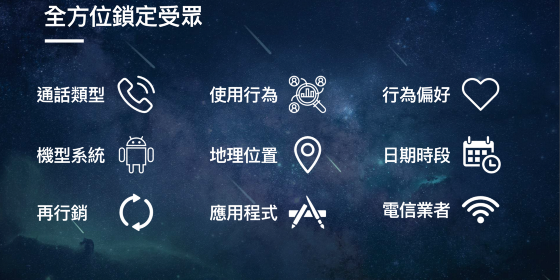 全方位鎖定受眾
通話類型
使用行為
行為偏好
機型系統
地理位置
日期時段
再行銷
應用程式
電信業者